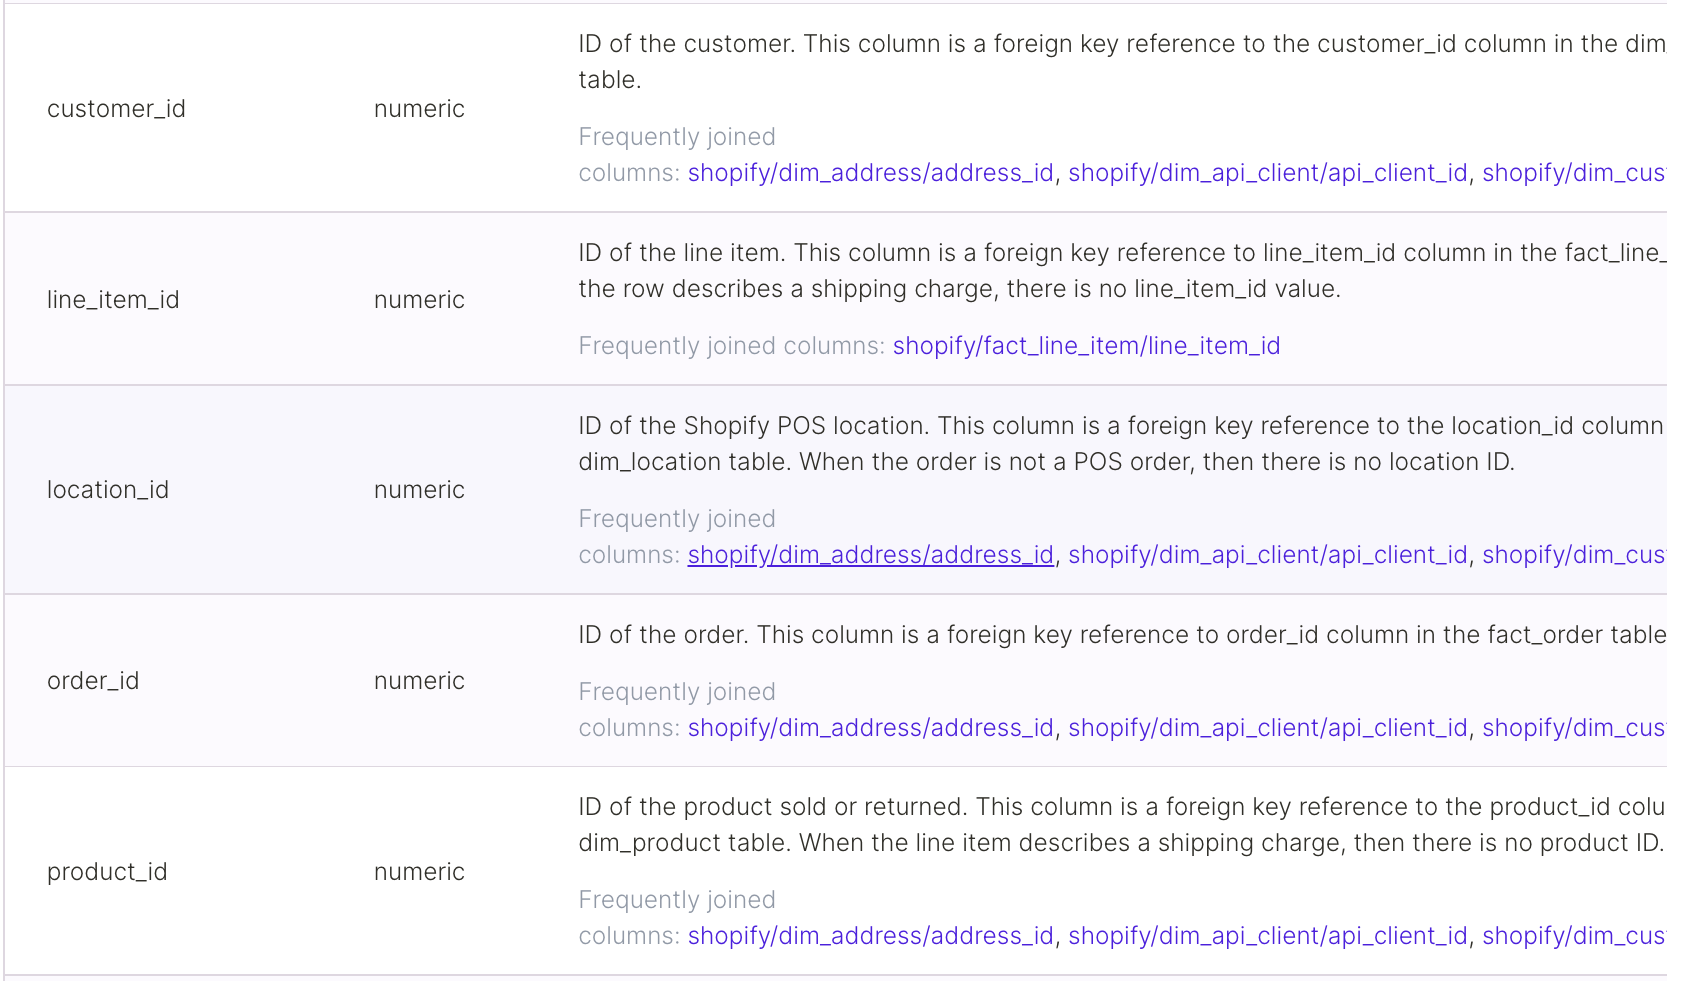 customer_id
numeric
ID of the customer. This column is a foreign key reference to the customer_id column in the dim_
table.
Frequently joined
columns: shopify/dim_address/address_id, shopify/dim_api_client/api_client_id, shopify/dim_cus
line_item_id
numeric
ID of the line item. This column is a foreign key reference to line_item_id column in the fact_line_
the row describes a shipping charge, there is no line_item_id value.
Frequently joined columns: shopify/fact_line_item/line_item_id
location_id
numeric
ID of the Shopify POS location. This column is a foreign key reference to the location_id column
dim_location table. When the order is not a POS order, then there is no location ID.
Frequently joined
columns: shopify/dim_address/address_id, shopify/dim_api_client/api_client_id, shopify/dim_cus
order_id
numeric
ID of the order. This column is a foreign key reference to order_id column in the fact_order table
Frequently joined
columns: shopify/dim_address/address_id, shopify/dim_api_client/api_client_id, shopify/dim_cus
product_id
numeric
ID of the product sold or returned. This column is a foreign key reference to the product_id colu
dim_product table. When the line item describes a shipping charge, then there is no product ID.
Frequently joined
columns: shopify/dim_address/address_id, shopify/dim_api_client/api_client_id, shopify/dim_cus